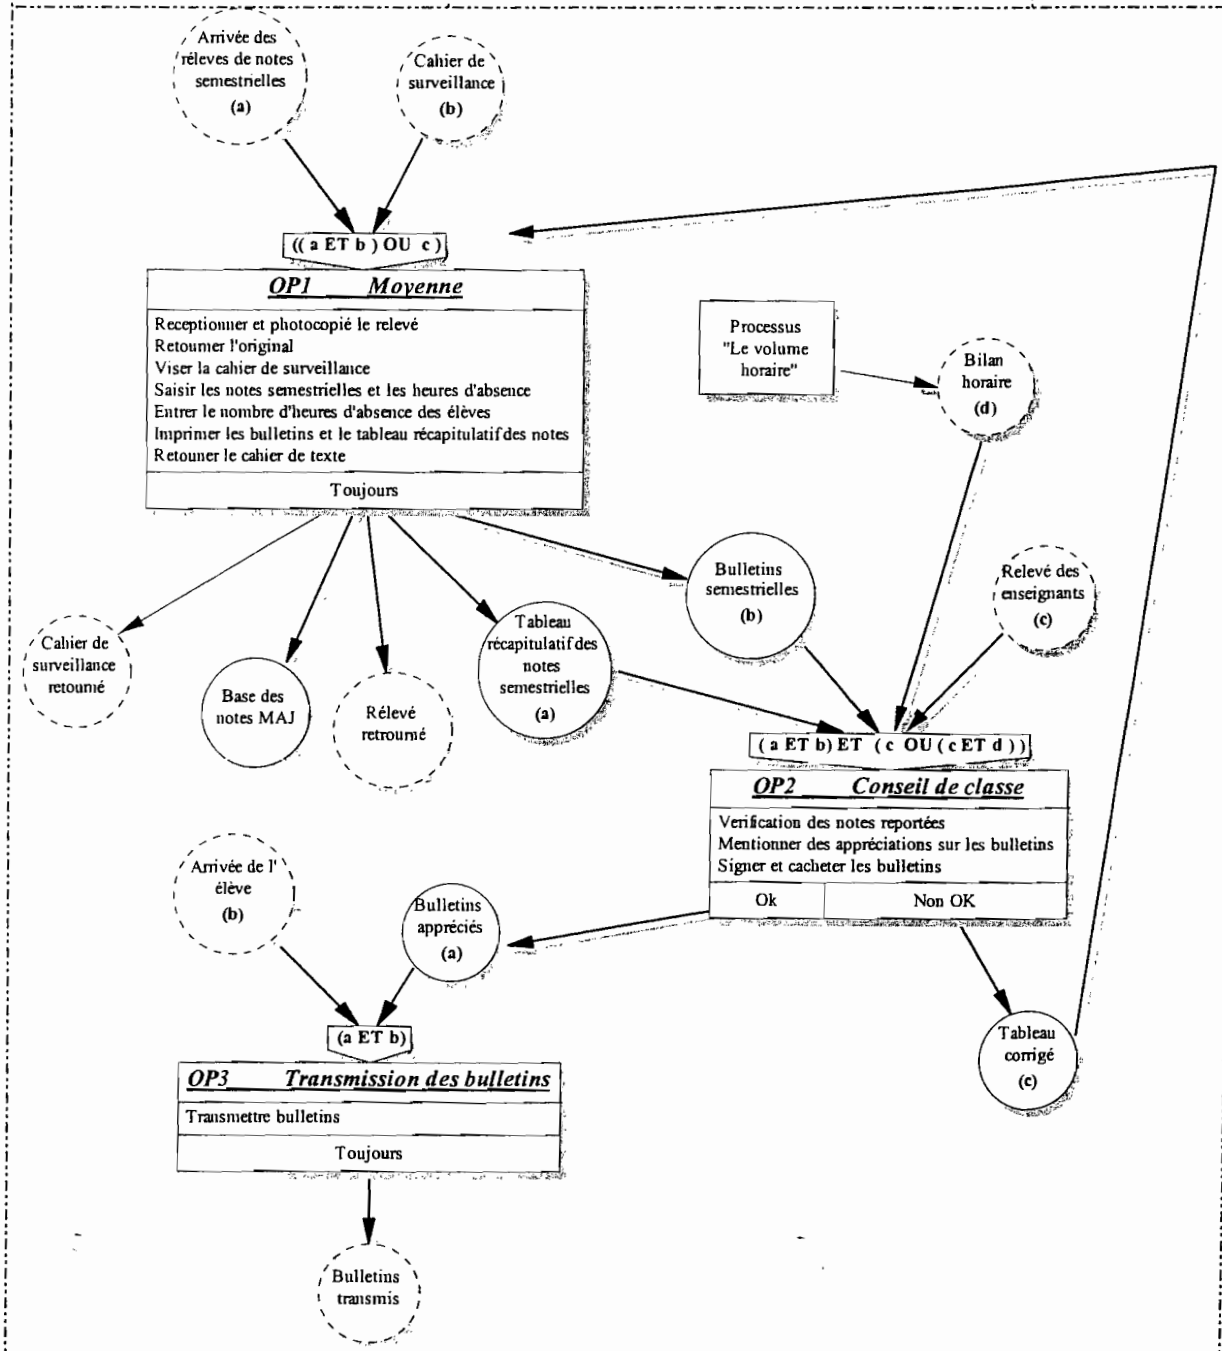 Arrivée des
réleves de notes
semestrielles
(a)
Cahier de
surveillance
(b)
(( a ET b ) OU c )
OP1 Moyenne
Receptionner et photocopié le relevé
Retourner l'original
Viser la cahier de surveillance
Saisir les notes semestrielles et les heures d'absence
Entrer le nombre d'heures d'absence des élèves
Imprimer les bulletins et le tableau récapitulatif des notes
Retouner le cahier de texte
Toujours
Processus
"Le volume
horaire"
Bilan
horaire
(d)
Bulletins
semestrielles
(b)
Relevé des
enseignants
(c)
Cahier de
surveillance
retourné
Base des
notes MAJ
Rélevé
retroumé
Tableau
récapitulatif des
notes
semestrielles
(a)
( a ET b) ET ( c OU ( c ET d ) )
OP2 Conseil de classe
Verification des notes reportées
Mentionner des appréciations sur les bulletins
Signer et cacheter les bulletins
Ok Non OK
Arrivée de l'
élève
(b)
Bulletins
appréciés
(a)
(a ET b)
OP3 Transmission des bulletins
Transmettre bulletins
Toujours
Tableau
corrigé
(c)
Bulletins
transmis